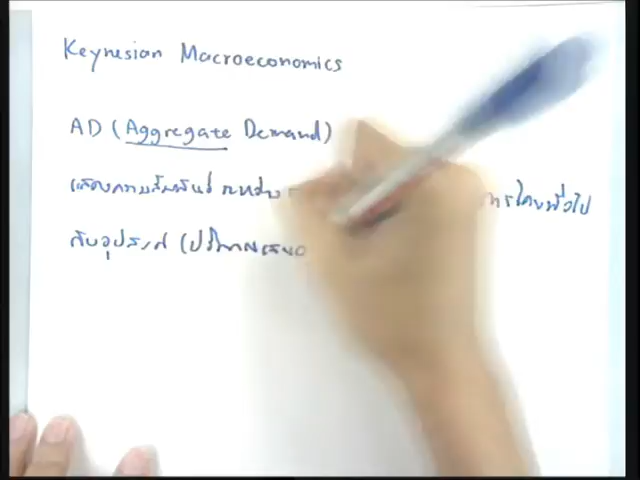 Keynesian Macroeconomics
AD (Aggregate Demand)
แสดงความสัมพันธ์ ระหว่าง โดยทั่วไป
กับอุปสงค์ (ปริมาณ